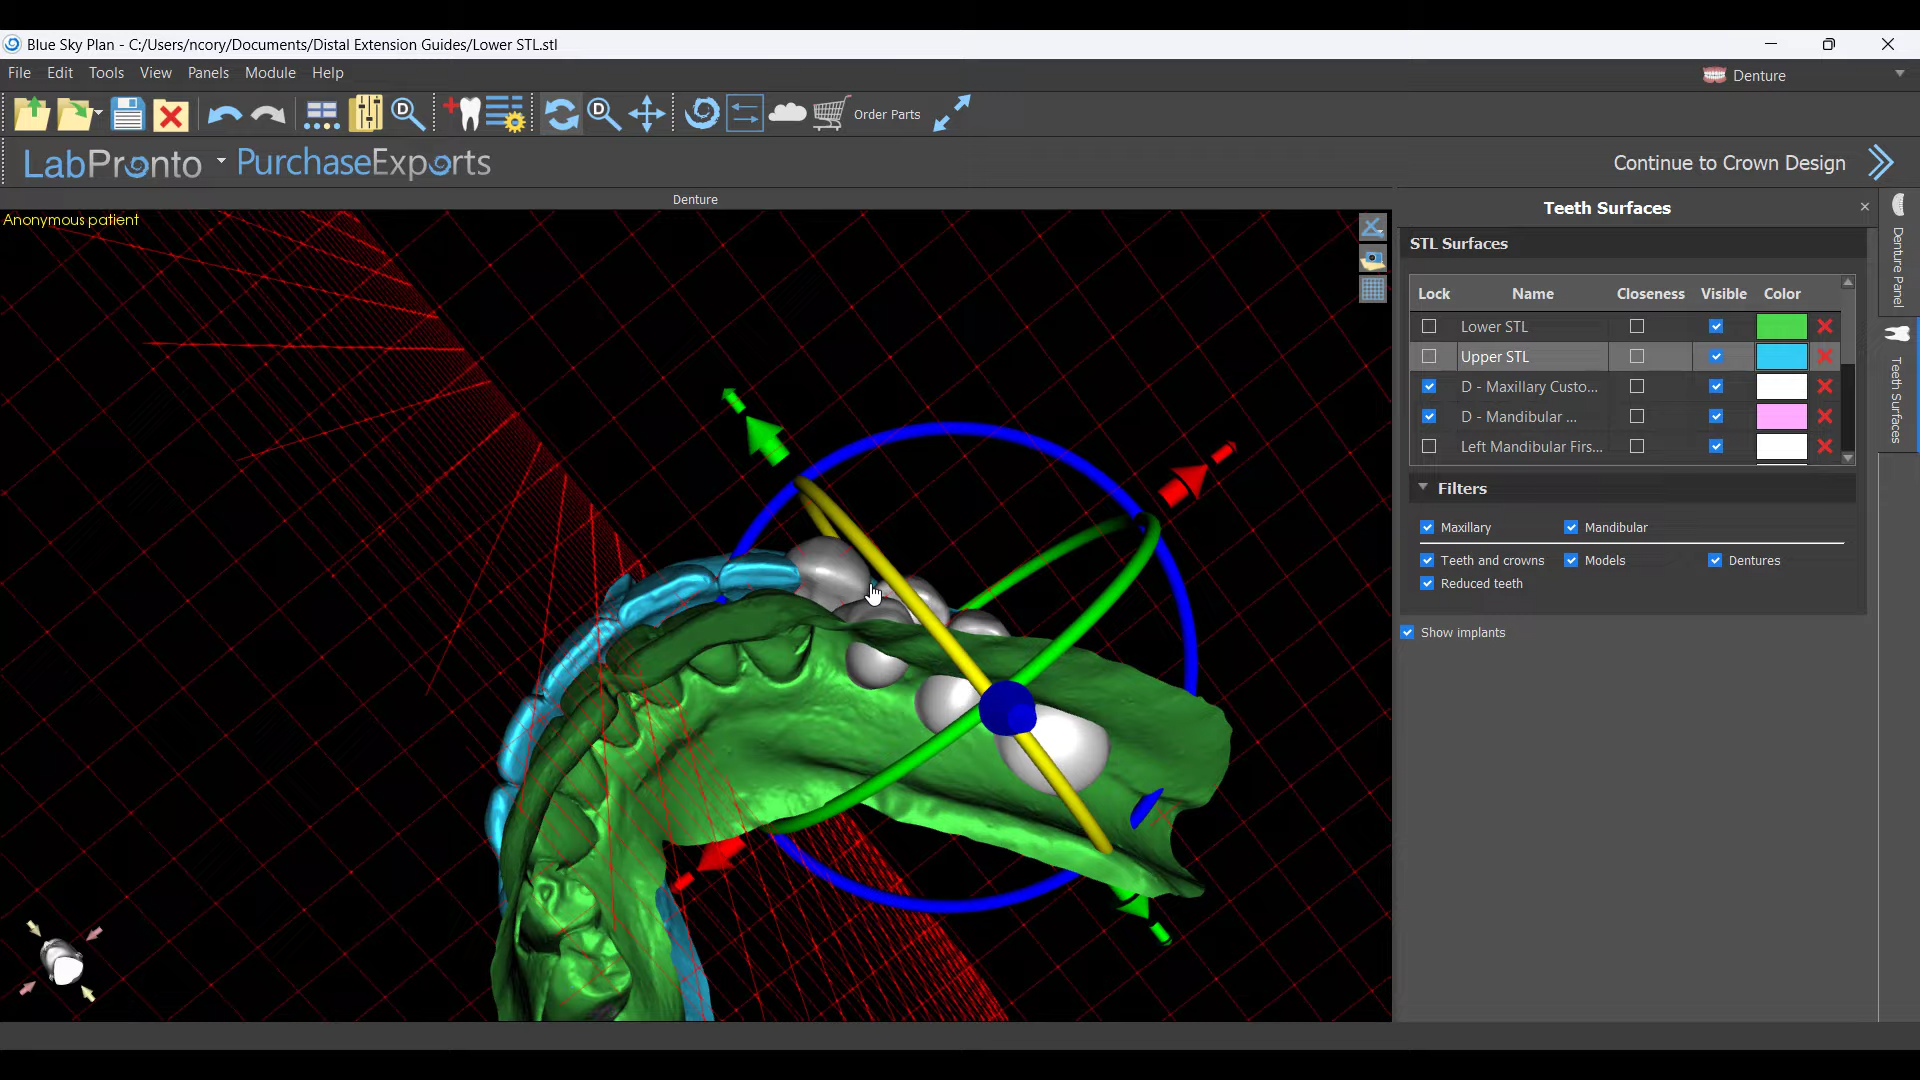 Blue Sky Plan - C:/Users/ncory/Documents/Distal Extension Guides/Lower STL.stl
File Edit Tools View Panels Module Help
Denture
Order Parts
LabPronto PurchaseExports
Continue to Crown Design
Denture
Anonymous patient
Teeth Surfaces
STL Surfaces
Lock Name Closeness Visible Color
Lower STL
Upper STL
D - Maxillary Custo...
D - Mandibular ...
Left Mandibular Firs...
Filters
Maxillary Mandibular
Teeth and crowns Models Dentures
Reduced teeth
Show implants
Denture Panel
Teeth Surfaces